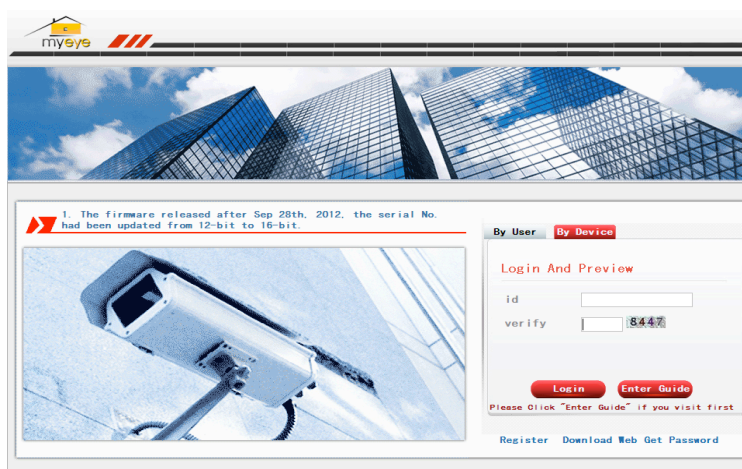 myeye
1. The firmware released after Sep 28th, 2012, the serial No.
had been updated from 12-bit to 16-bit.
By User By Device
Login And Preview
id
verify 8447
Login Enter Guide
Please Click "Enter Guide" if you visit first
Register Download Web Get Password